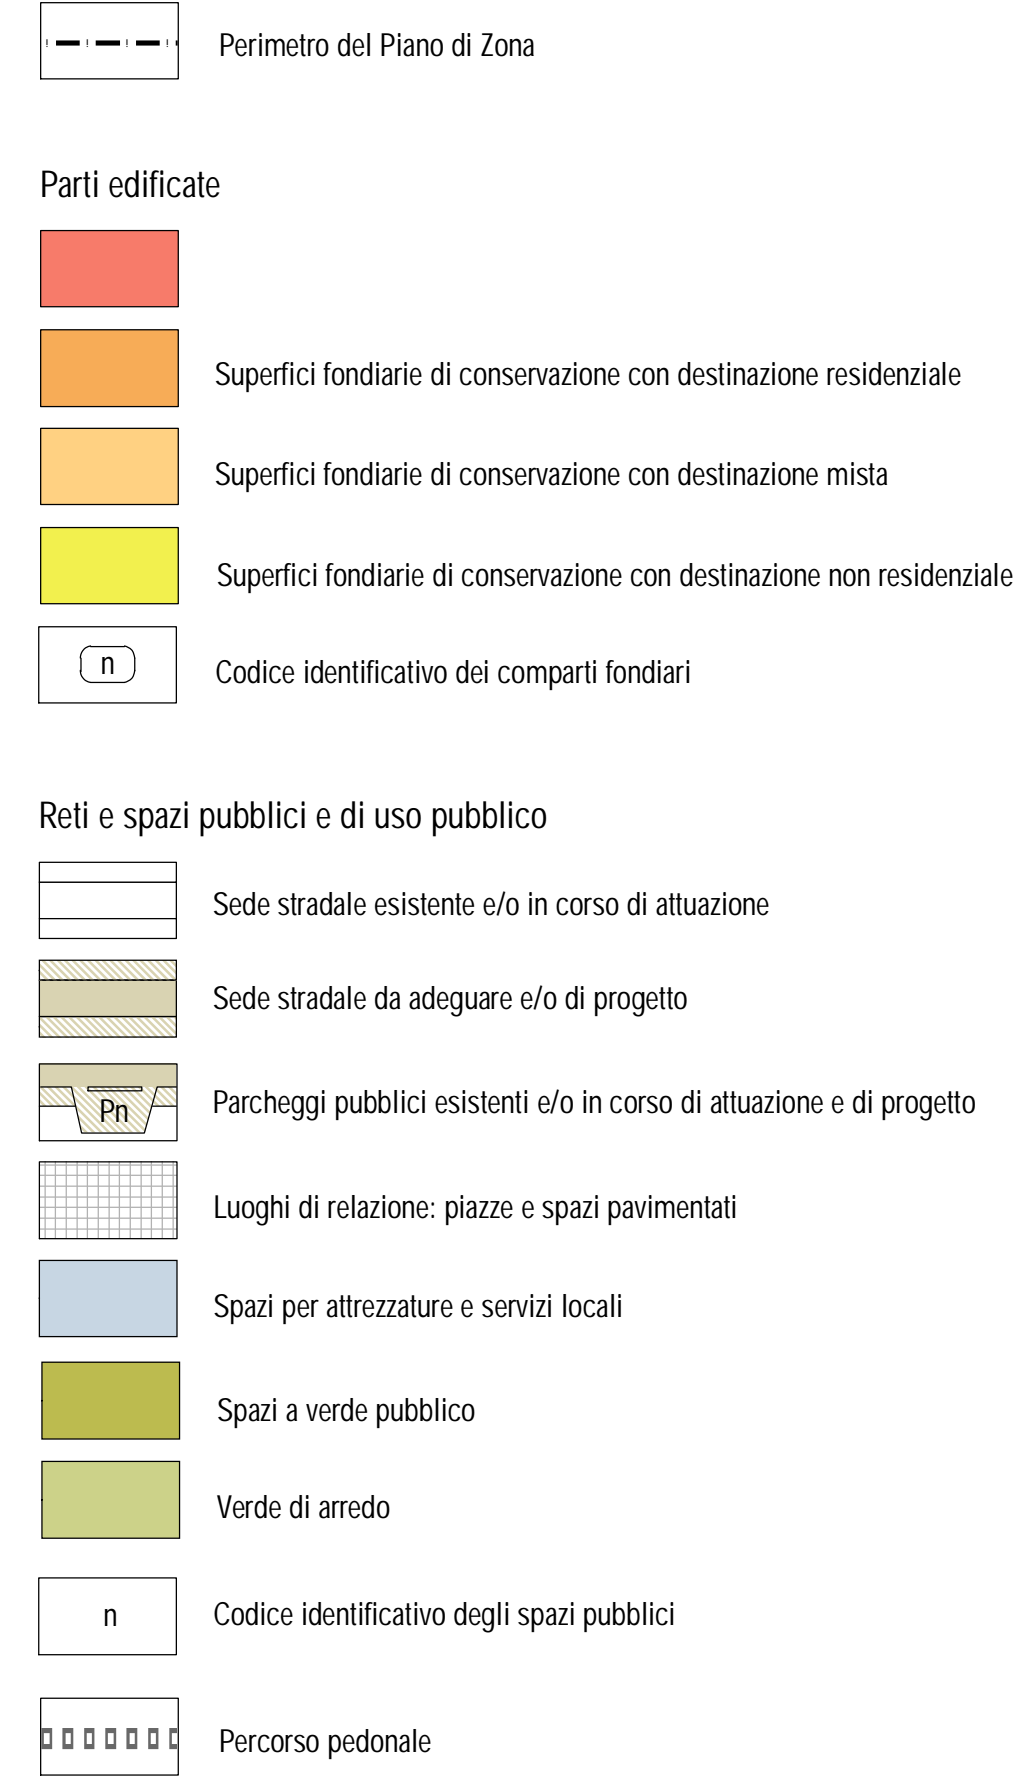 Perimetro del Piano di Zona
Parti edificate
Superfici fondiarie di conservazione con destinazione residenziale
Superfici fondiarie di conservazione con destinazione mista
Superfici fondiarie di conservazione con destinazione non residenziale
n
Codice identificativo dei comparti fondiari
Reti e spazi pubblici e di uso pubblico
Sede stradale esistente e/o in corso di attuazione
Sede stradale da adeguare e/o di progetto
Pn
Parcheggi pubblici esistenti e/o in corso di attuazione e di progetto
Luoghi di relazione: piazze e spazi pavimentati
Spazi per attrezzature e servizi locali
Spazi a verde pubblico
Verde di arredo
n
Codice identificativo degli spazi pubblici
Percorso pedonale